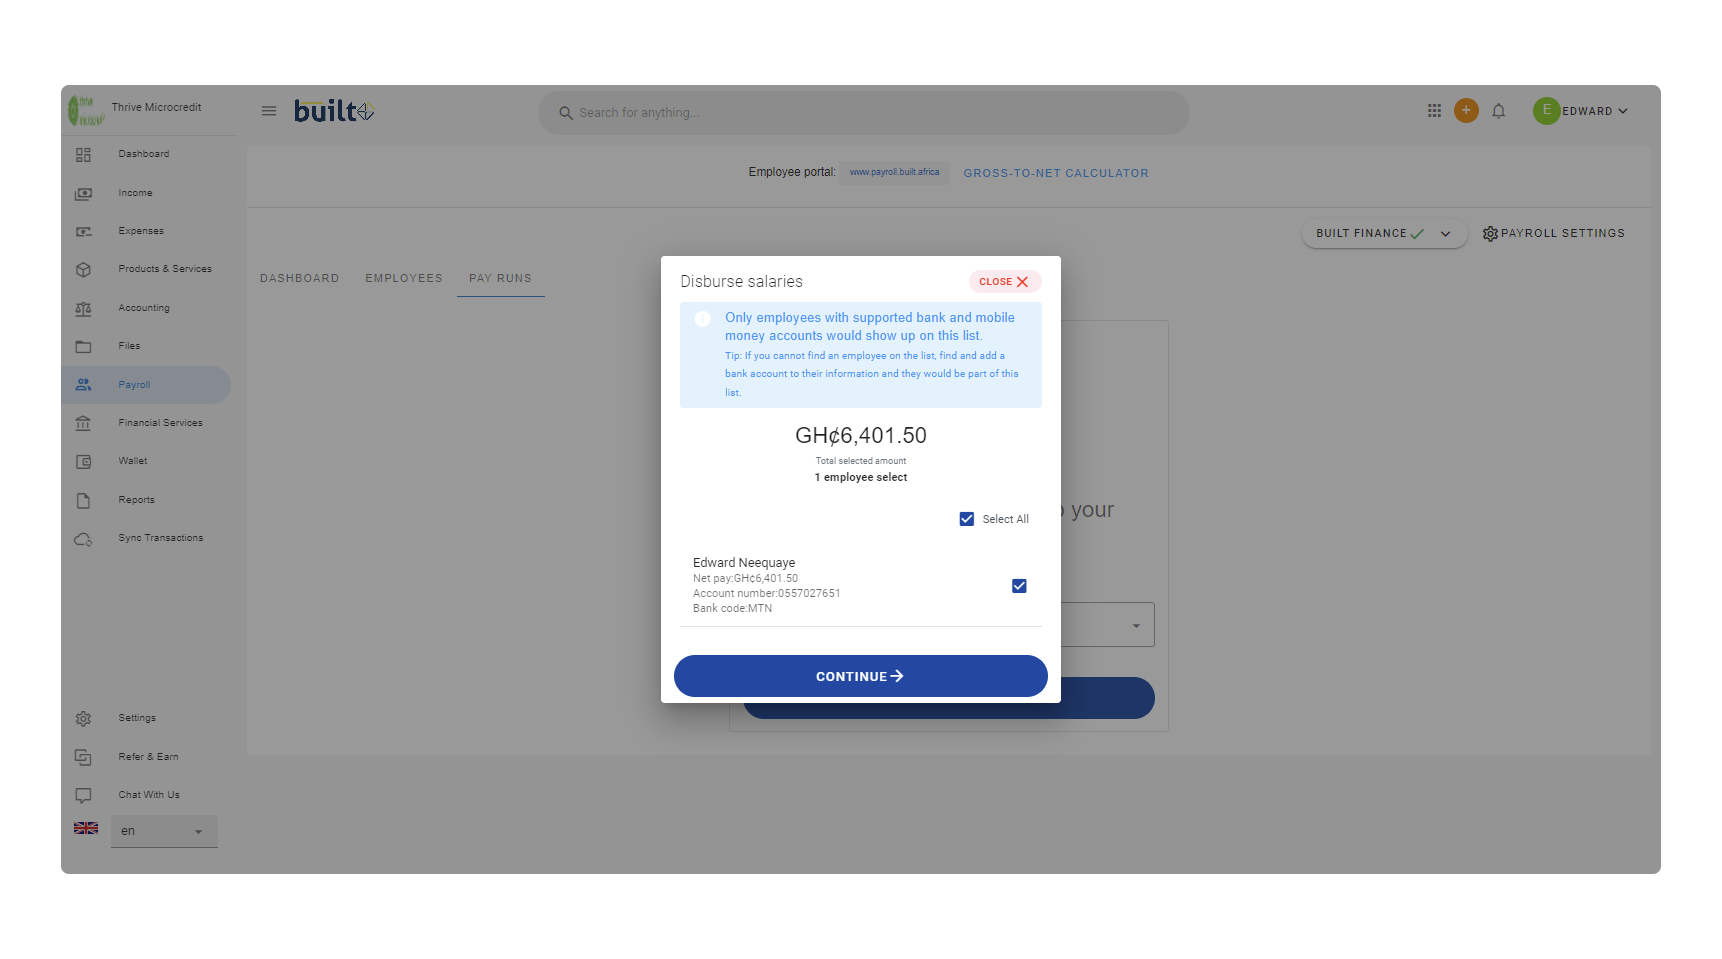 Thrive Microcredit
built
Search for anything...
E
EDWARD
Dashboard
Income
Expenses
Products & Services
Accounting
Files
Payroll
Financial Services
Wallet
Reports
Sync Transactions
Settings
Refer & Earn
Chat With Us
en
Employee portal: www.payroll.built.africa GROSS-TO-NET CALCULATOR
BUILT FINANCE
PAYROLL SETTINGS
DASHBOARD EMPLOYEES PAY RUNS
Disburse salaries
CLOSE
Only employees with supported bank and mobile
money accounts would show up on this list.
Tip: If you cannot find an employee on the list, find and add a
bank account to their information and they would be part of this
list.
GH₵6,401.50
Total selected amount
1 employee select
Select All
Edward Neequaye
Net pay:GH₵6,401.50
Account number:0557027651
Bank code:MTN
CONTINUE
your